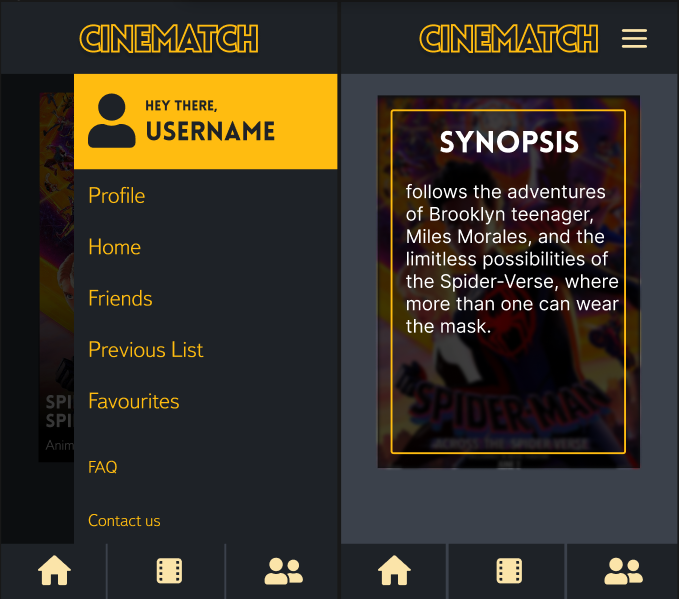 CINEMATCH
HEY THERE,
USERNAME
Profile
Home
Friends
Previous List
Favourites
FAQ
Contact us
SPI
SPI
Anim
CINEMATCH
SYNOPSIS
follows the adventures
of Brooklyn teenager,
Miles Morales, and the
limitless possibilities of
the Spider-Verse, where
more than one can wear
the mask.
SPIDER-MAN
ACROSS THE SPIDER-VERSE